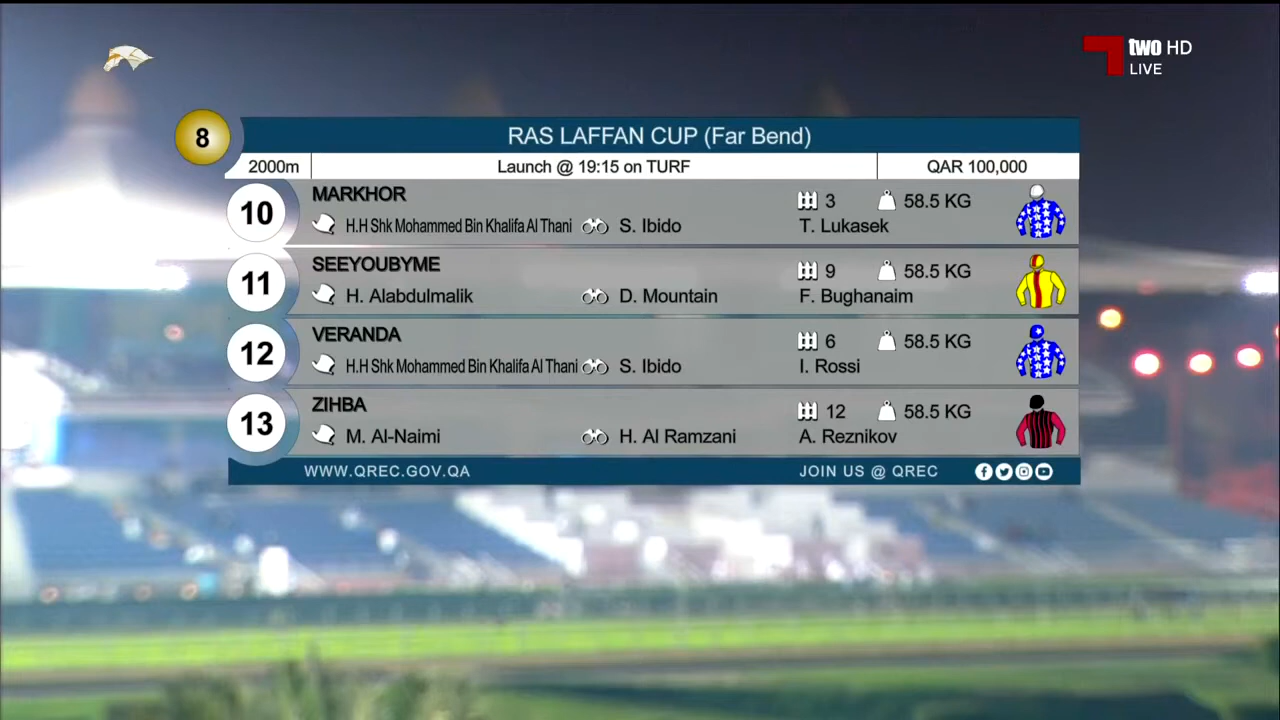 two HD
LIVE
8
RAS LAFFAN CUP (Far Bend)
2000m Launch @ 19:15 on TURF QAR 100,000
10 MARKHOR 3 58.5 KG
H.H Shk Mohammed Bin Khalifa Al Thani S. Ibido T. Lukasek
11 SEEYOUBYME 9 58.5 KG
H. Alabdulmalik D. Mountain F. Bughanaim
12 VERANDA 6 58.5 KG
H.H Shk Mohammed Bin Khalifa Al Thani S. Ibido I. Rossi
13 ZIHBA 12 58.5 KG
M. Al-Naimi H. Al Ramzani A. Reznikov
WWW.QREC.GOV.QA JOIN US @ QREC